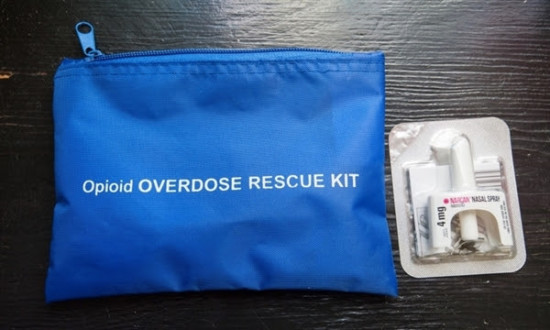 Opioid OVERDOSE RESCUE KIT
NARCAN NASAL SPRAY
4 mg